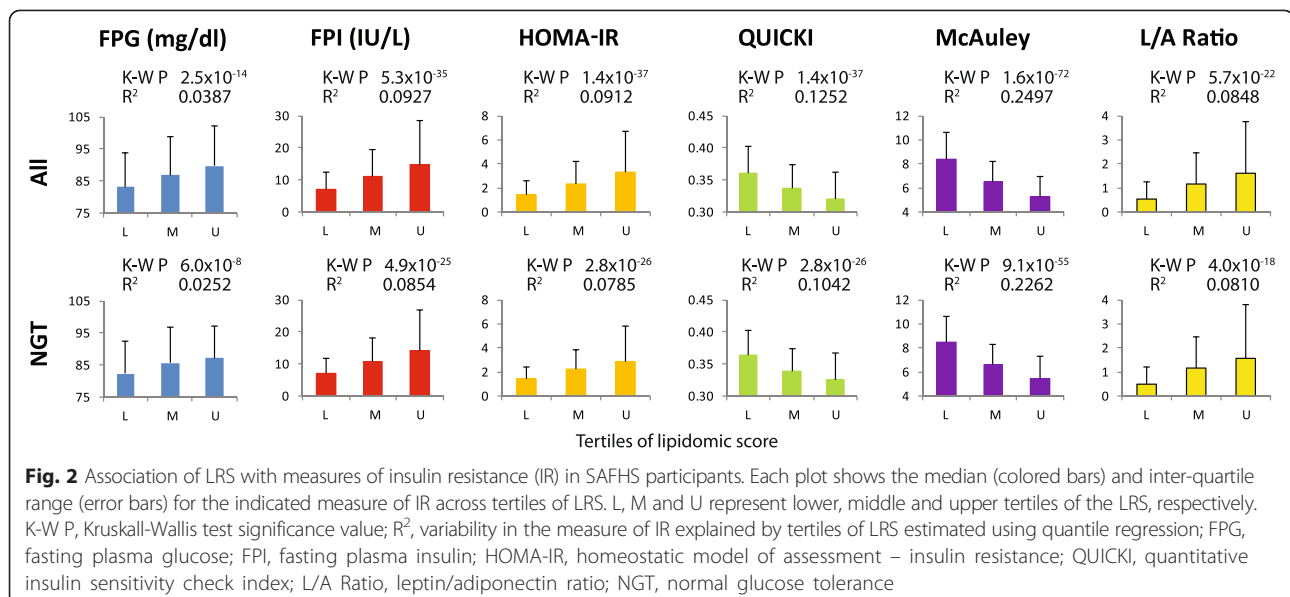 FPG (mg/dl) FPI (IU/L) HOMA-IR QUICKI McAuley L/A Ratio
K-W P 2.5x10⁻¹⁴ K-W P 5.3x10⁻³⁵ K-W P 1.4x10⁻³⁷ K-W P 1.4x10⁻³⁷ K-W P 1.6x10⁻⁷² K-W P 5.7x10⁻²²
R² 0.0387 R² 0.0927 R² 0.0912 R² 0.1252 R² 0.2497 R² 0.0848
All
105 95 85 75 L M U
30 20 10 0 L M U
8 6 4 2 0 L M U
0.45 0.40 0.35 0.30 L M U
12 10 8 6 4 L M U
4 3 2 1 0 L M U
K-W P 6.0x10⁻⁸ K-W P 4.9x10⁻²⁵ K-W P 2.8x10⁻²⁶ K-W P 2.8x10⁻²⁶ K-W P 9.1x10⁻⁵⁵ K-W P 4.0x10⁻¹⁸
R² 0.0252 R² 0.0854 R² 0.0785 R² 0.1042 R² 0.2262 R² 0.0810
NGT
105 95 85 75 L M U
30 20 10 0 L M U
8 6 4 2 0 L M U
0.45 0.40 0.35 0.30 L M U
12 10 8 6 4 L M U
4 3 2 1 0 L M U
Tertiles of lipidomic score
Fig. 2 Association of LRS with measures of insulin resistance (IR) in SAFHS participants. Each plot shows the median (colored bars) and inter-quartile
range (error bars) for the indicated measure of IR across tertiles of LRS. L, M and U represent lower, middle and upper tertiles of the LRS, respectively.
K-W P, Kruskall-Wallis test significance value; R², variability in the measure of IR explained by tertiles of LRS estimated using quantile regression; FPG,
fasting plasma glucose; FPI, fasting plasma insulin; HOMA-IR, homeostatic model of assessment – insulin resistance; QUICKI, quantitative
insulin sensitivity check index; L/A Ratio, leptin/adiponectin ratio; NGT, normal glucose tolerance